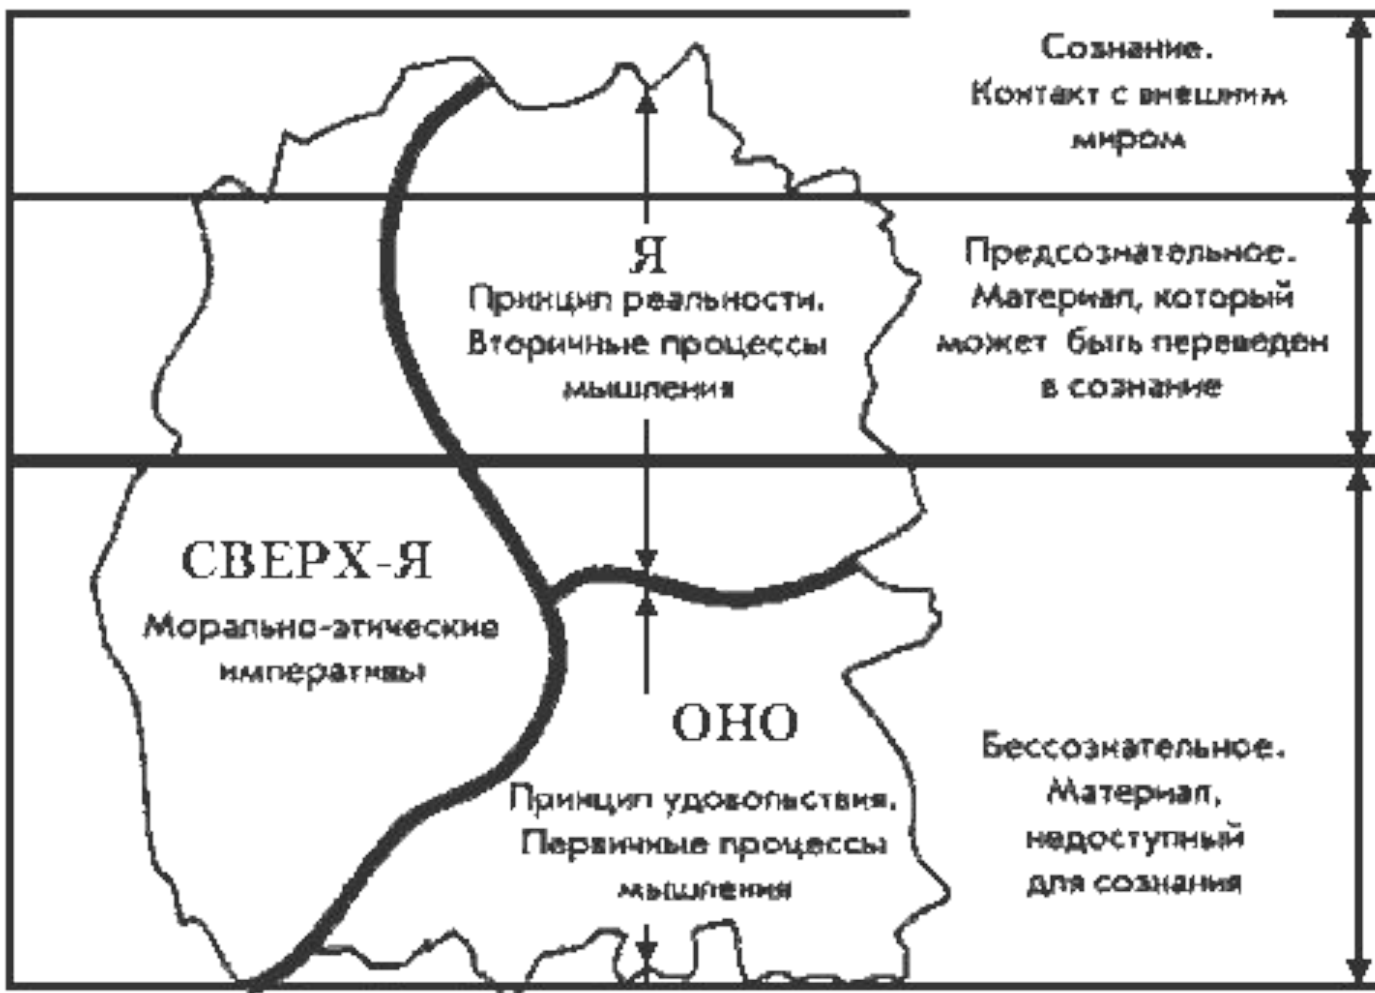 Сознание.
Контакт с внешним
миром
Я
Принцип реальности.
Вторичные процессы
мышления
Предсознательное.
Материал, который
может быть переведен
в сознание
СВЕРХ-Я
Морально-этические
императивы
ОНО
Принцип удовольствия.
Первичные процессы
мышления
Бессознательное.
Материал,
недоступный
для сознания